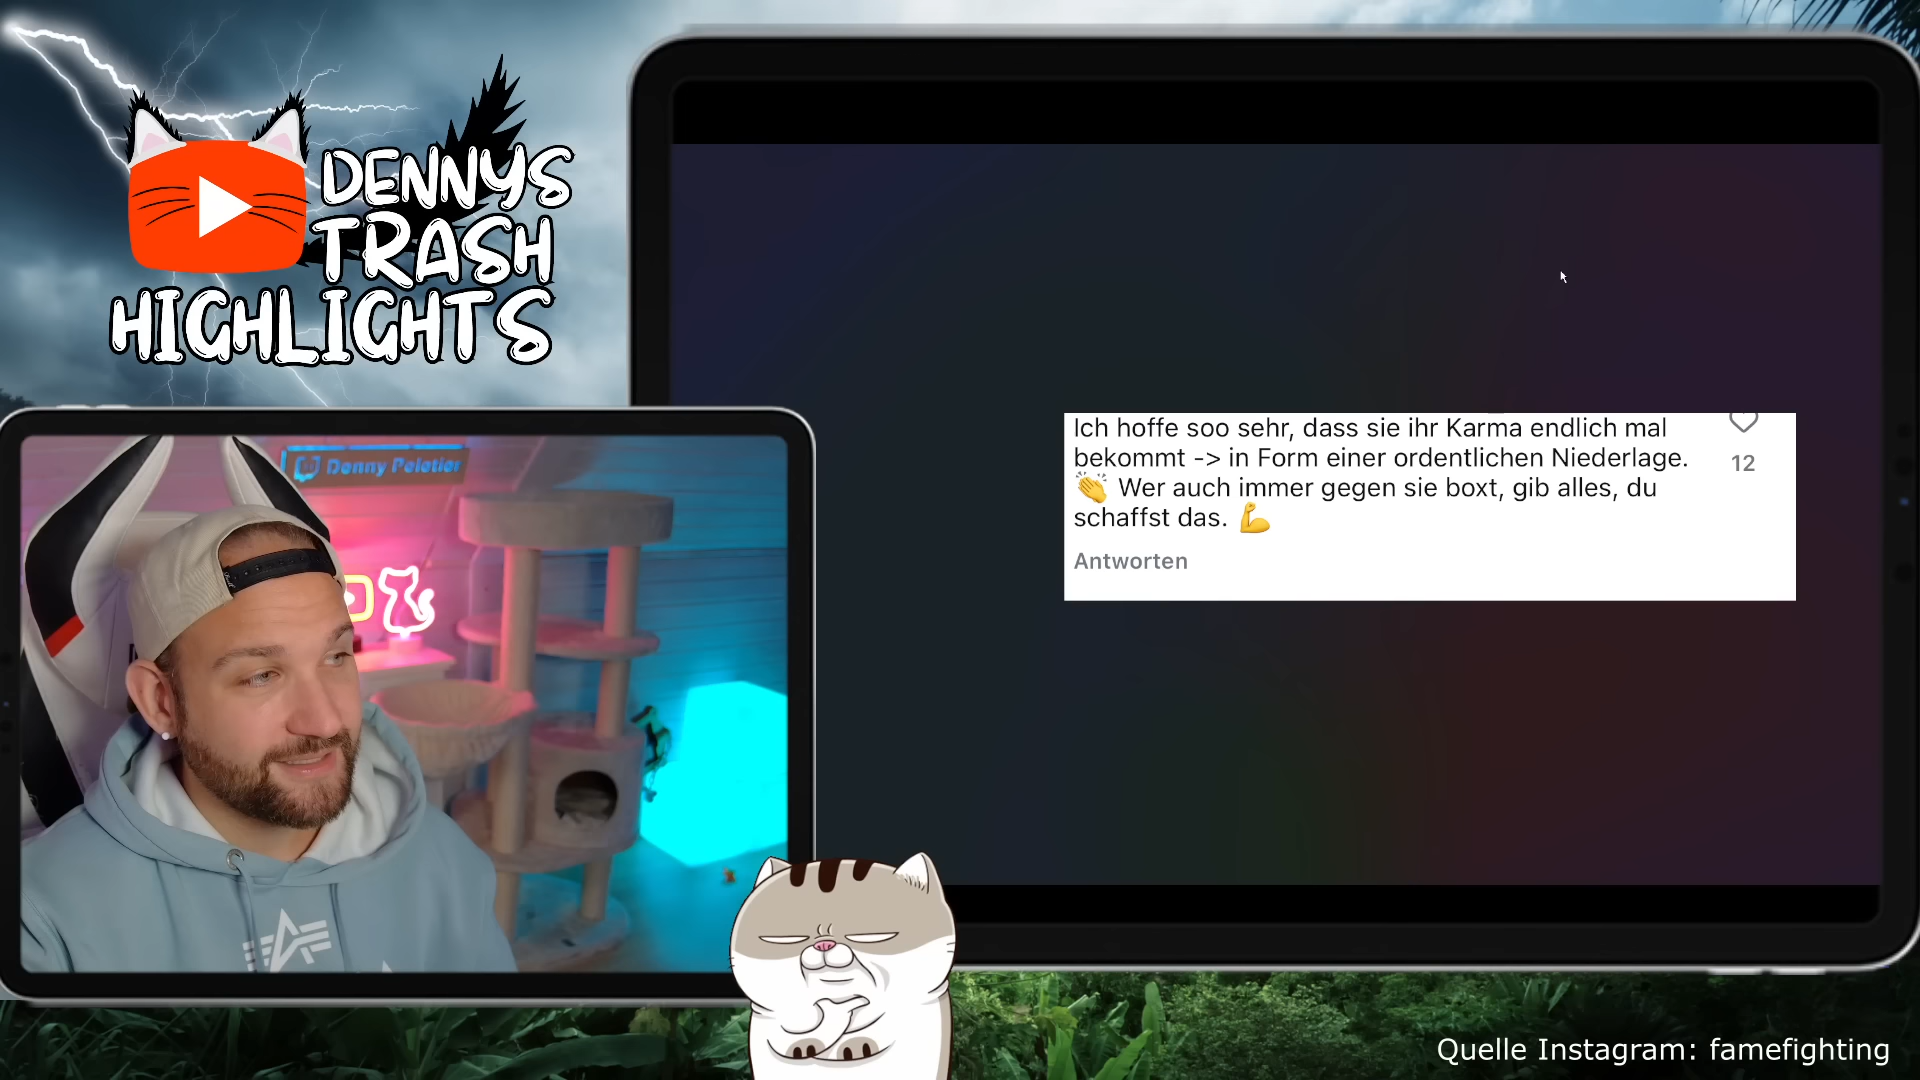 DENNYS
TRASH
HIGHLIGHTS
Denny Peletier
Ich hoffe soo sehr, dass sie ihr Karma endlich mal
bekommt -> in Form einer ordentlichen Niederlage.
12
👏 Wer auch immer gegen sie boxt, gib alles, du
schaffst das. 💪
Antworten
Quelle Instagram: famefighting